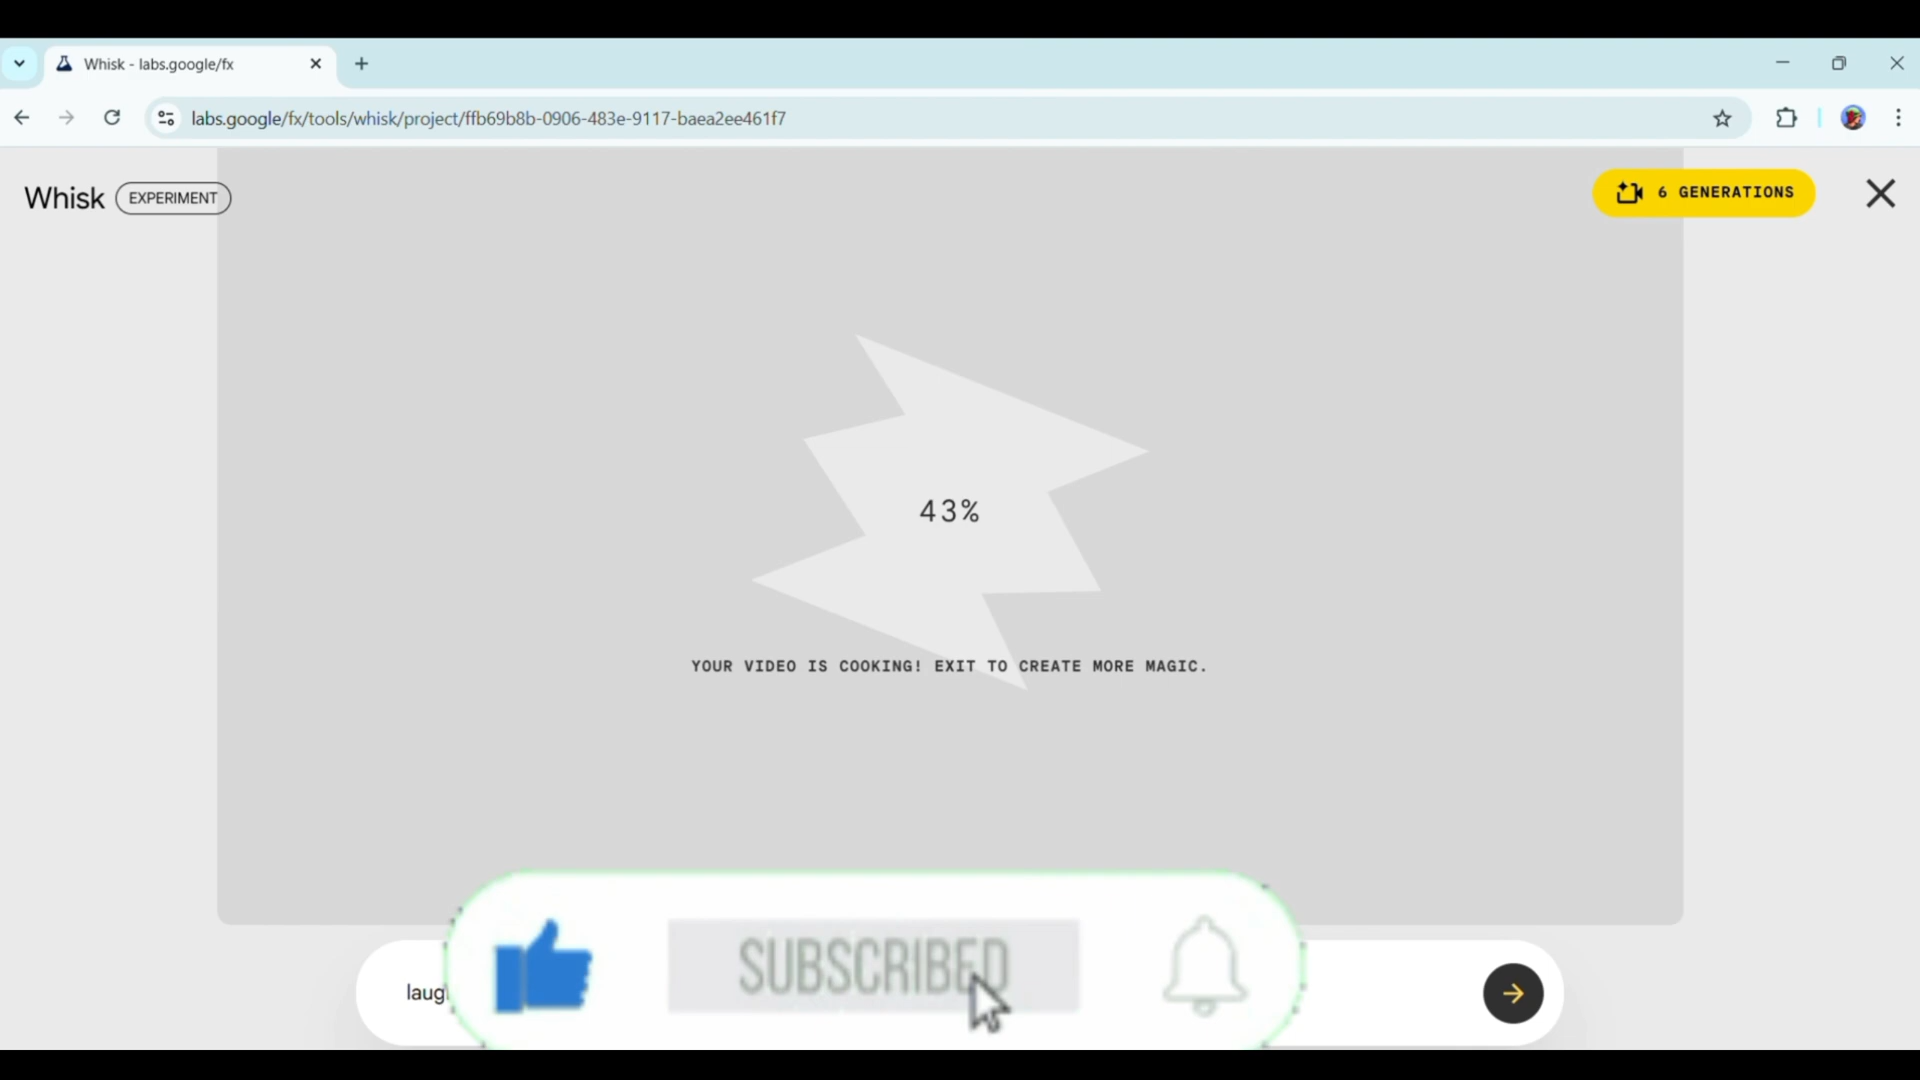 Whisk - labs.google/fx
labs.google/fx/tools/whisk/project/ffb69b8b-0906-483e-9117-baea2ee461f7
Whisk EXPERIMENT
6 GENERATIONS
43%
YOUR VIDEO IS COOKING! EXIT TO CREATE MORE MAGIC.
SUBSCRIBED